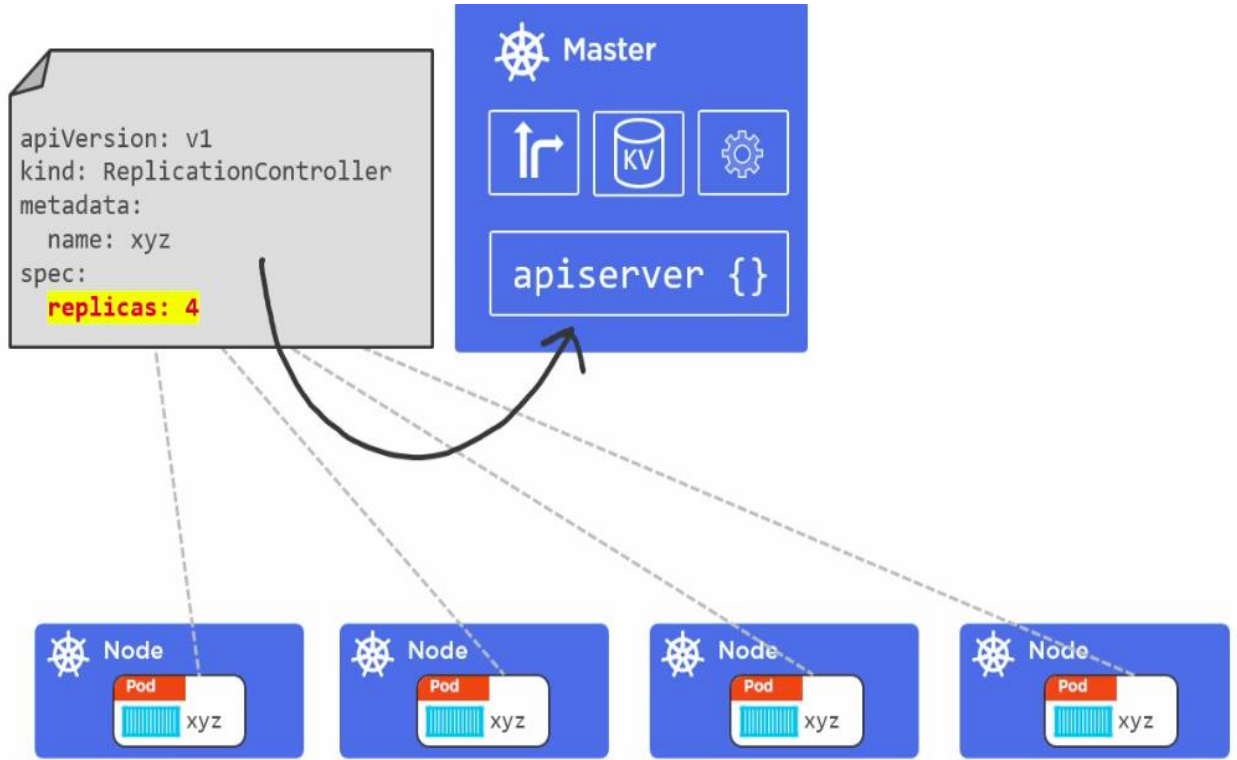 apiVersion: v1
kind: ReplicationController
metadata:
  name: xyz
spec:
  replicas: 4
Master
KV
apiserver {}
Node
Pod
xyz
Node
Pod
xyz
Node
Pod
xyz
Node
Pod
xyz